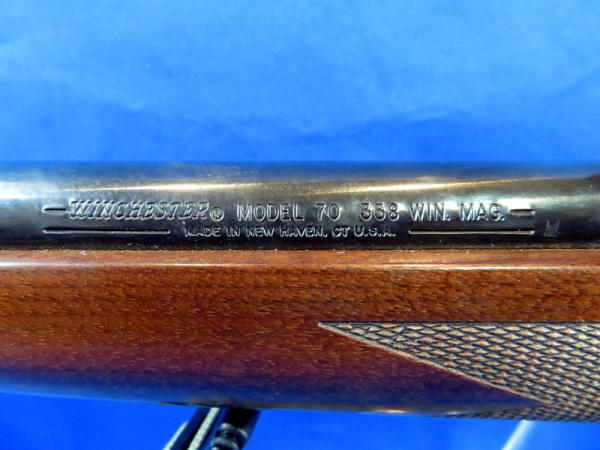 WINCHESTER® MODEL 70 338 WIN. MAG.
MADE IN NEW HAVEN, CT U.S.A.